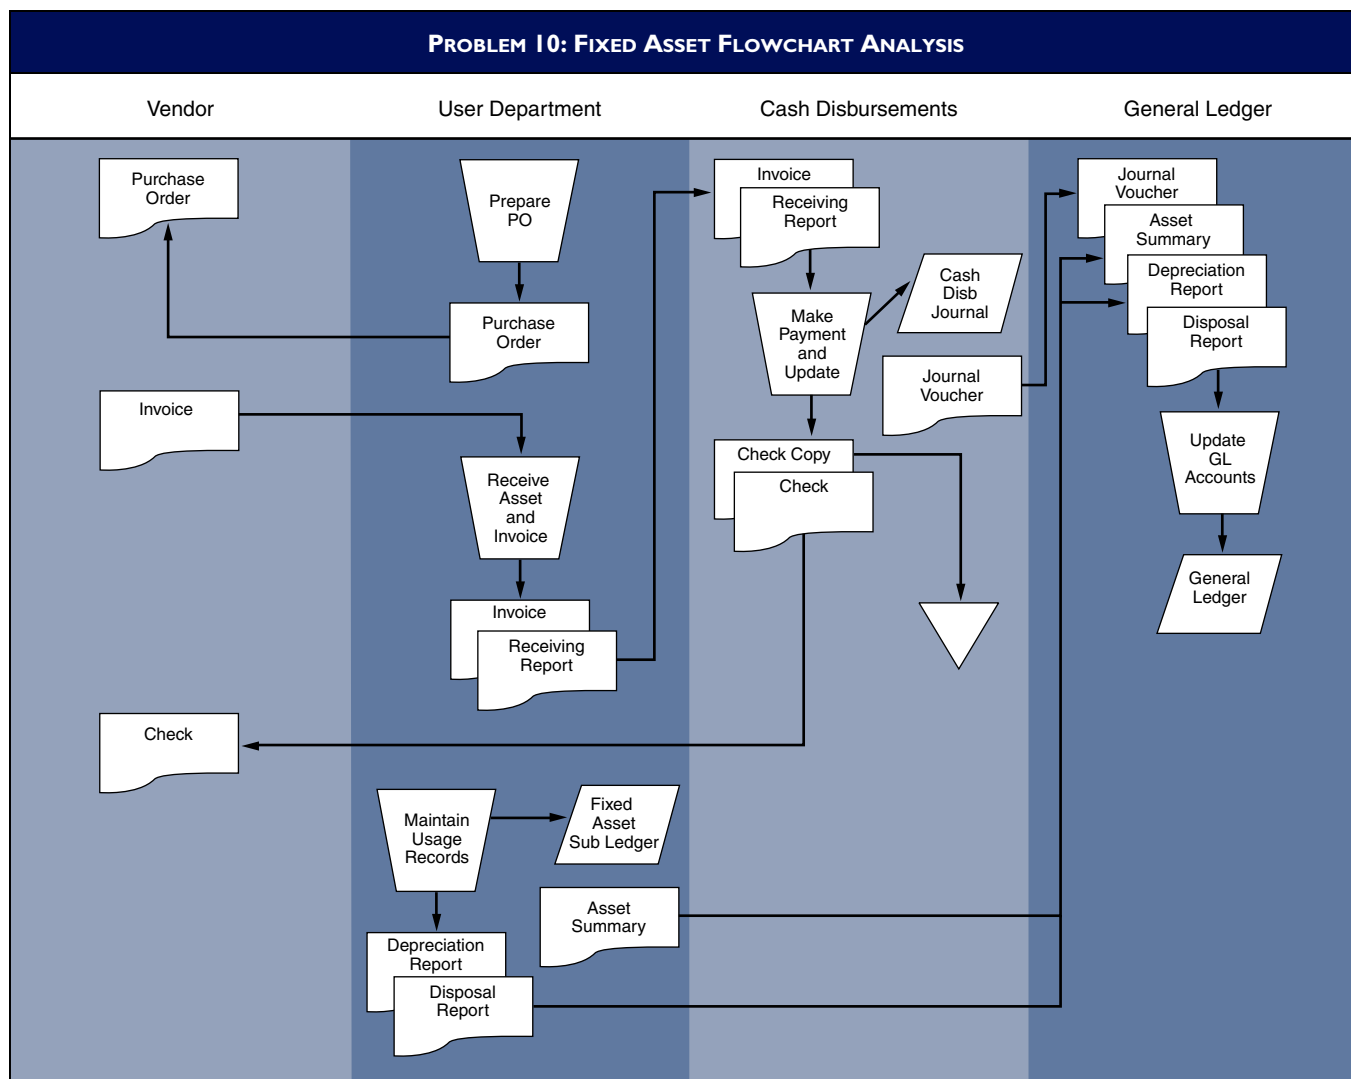 PROBLEM 10: FIXED ASSET FLOWCHART ANALYSIS
Vendor
User Department
Cash Disbursements
General Ledger
Purchase
Order
Invoice
Check
Prepare
PO
Purchase
Order
Receive
Asset
and
Invoice
Invoice
Receiving
Report
Maintain
Usage
Records
Fixed
Asset
Sub Ledger
Asset
Summary
Depreciation
Report
Disposal
Report
Invoice
Receiving
Report
Make
Payment
and
Update
Cash
Disb
Journal
Journal
Voucher
Check Copy
Check
Journal
Voucher
Asset
Summary
Depreciation
Report
Disposal
Report
Update
GL
Accounts
General
Ledger